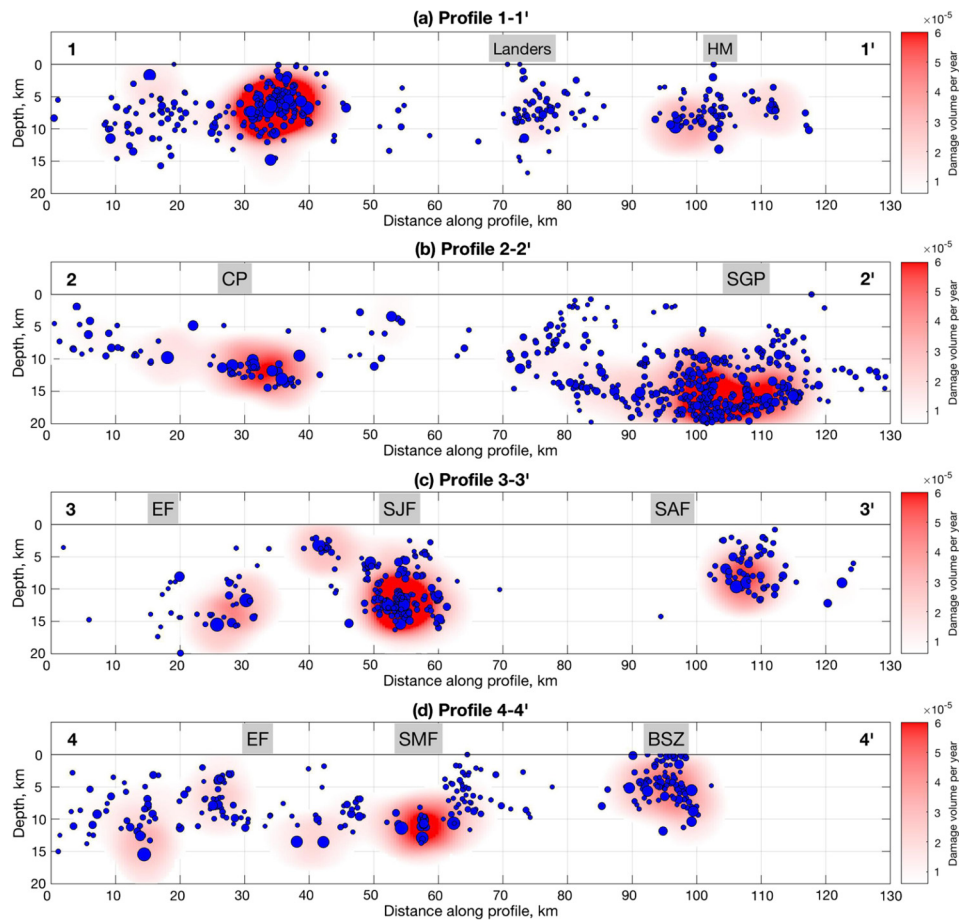 (a) Profile 1-1'
×10⁻⁵
1 Landers HM 1'
0
5
10
15
20
Depth, km
0 10 20 30 40 50 60 70 80 90 100 110 120 130
Distance along profile, km
6
5
4
3
2
1
Damage volume per year
(b) Profile 2-2'
×10⁻⁵
2 CP SGP 2'
0
5
10
15
20
Depth, km
0 10 20 30 40 50 60 70 80 90 100 110 120 130
Distance along profile, km
6
5
4
3
2
1
Damage volume per year
(c) Profile 3-3'
×10⁻⁵
3 EF SJF SAF 3'
0
5
10
15
20
Depth, km
0 10 20 30 40 50 60 70 80 90 100 110 120 130
Distance along profile, km
6
5
4
3
2
1
Damage volume per year
(d) Profile 4-4'
×10⁻⁵
4 EF SMF BSZ 4'
0
5
10
15
20
Depth, km
0 10 20 30 40 50 60 70 80 90 100 110 120 130
Distance along profile, km
6
5
4
3
2
1
Damage volume per year